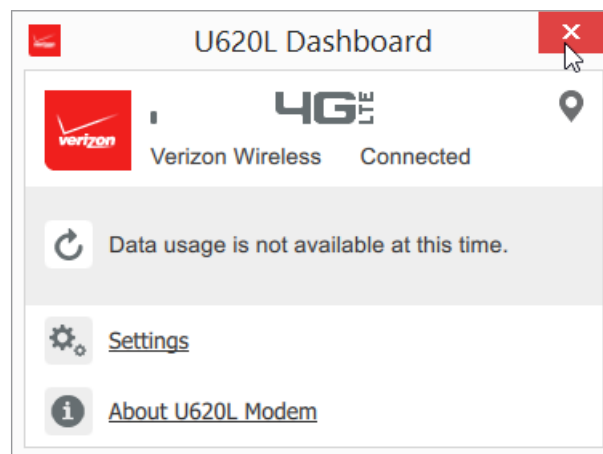 U620L Dashboard
verizon
4G LTE
Verizon Wireless Connected
Data usage is not available at this time.
Settings
About U620L Modem